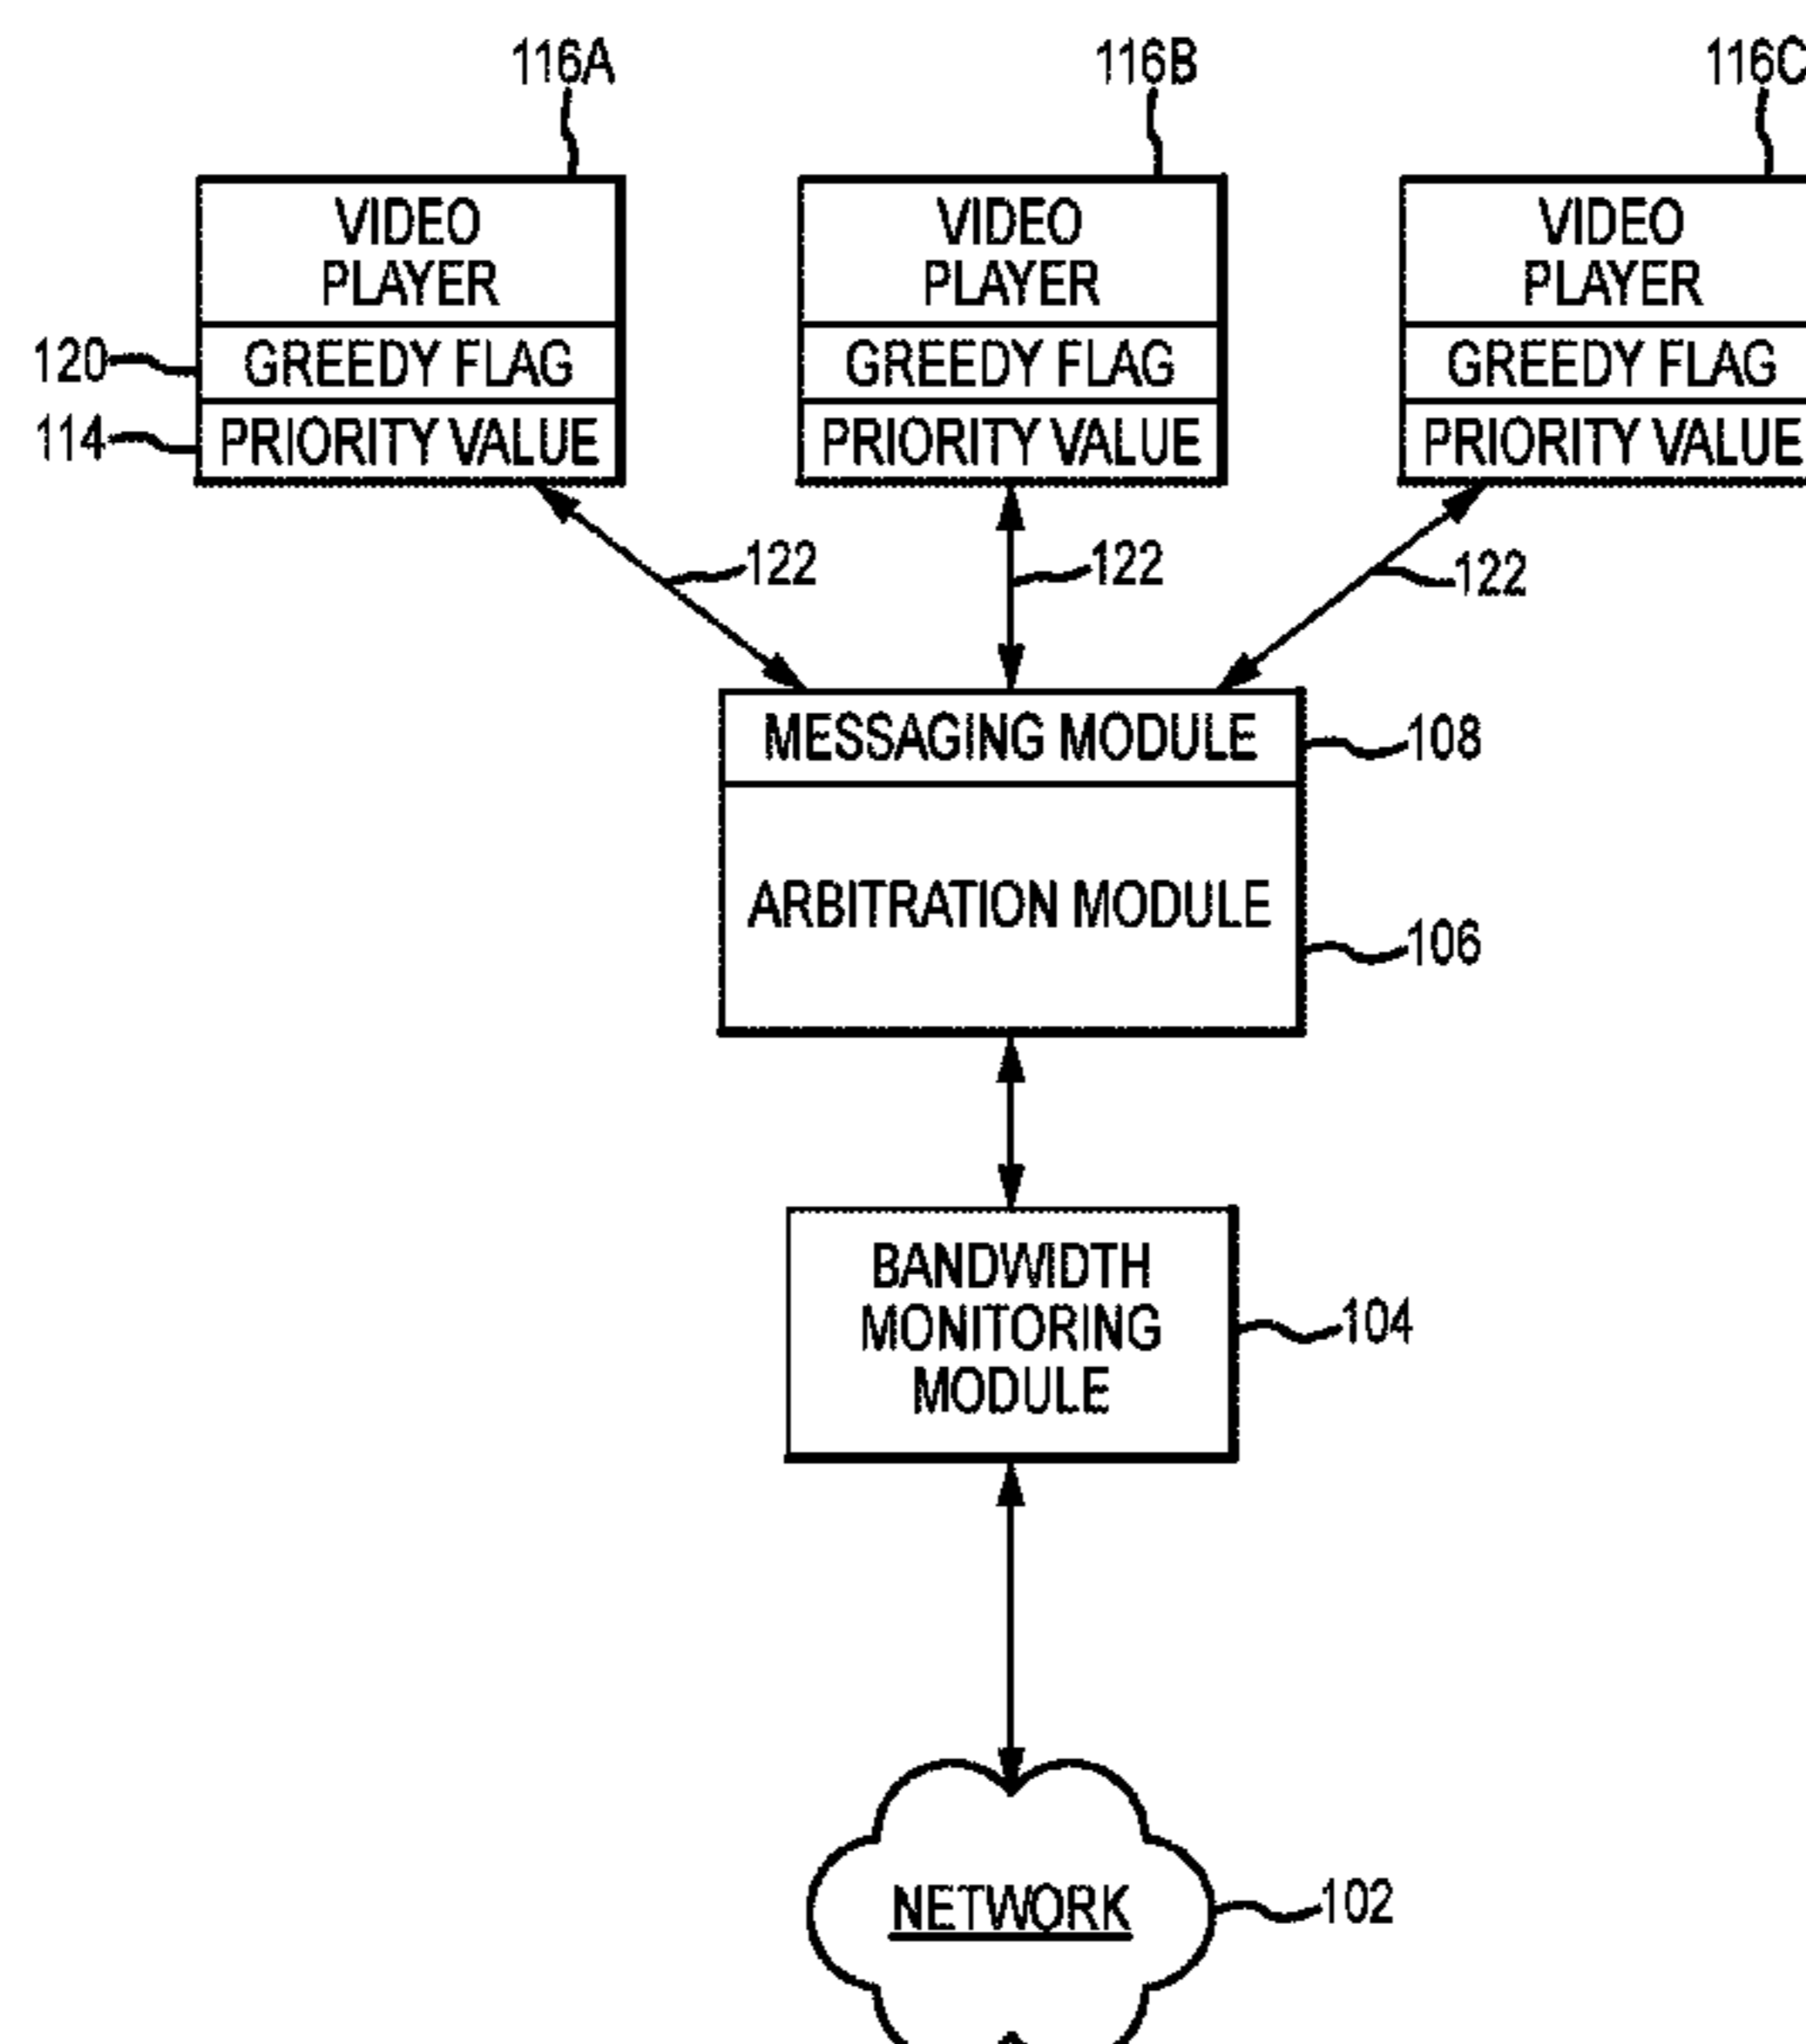 116A
116B
116C
VIDEO
PLAYER
VIDEO
PLAYER
VIDEO
PLAYER
120
GREEDY FLAG
GREEDY FLAG
GREEDY FLAG
114
PRIORITY VALUE
PRIORITY VALUE
PRIORITY VALUE
122
122
122
MESSAGING MODULE
108
ARBITRATION MODULE
106
BANDWIDTH
MONITORING
MODULE
104
NETWORK
102